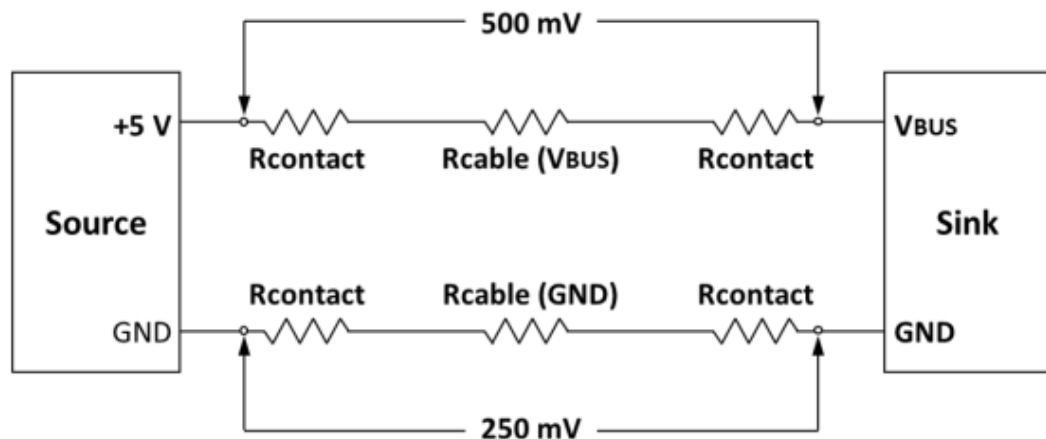 500 mV
+5 V
VBUS
Rcontact
Rcable (VBUS)
Rcontact
Source
Sink
Rcontact
Rcable (GND)
Rcontact
GND
GND
250 mV